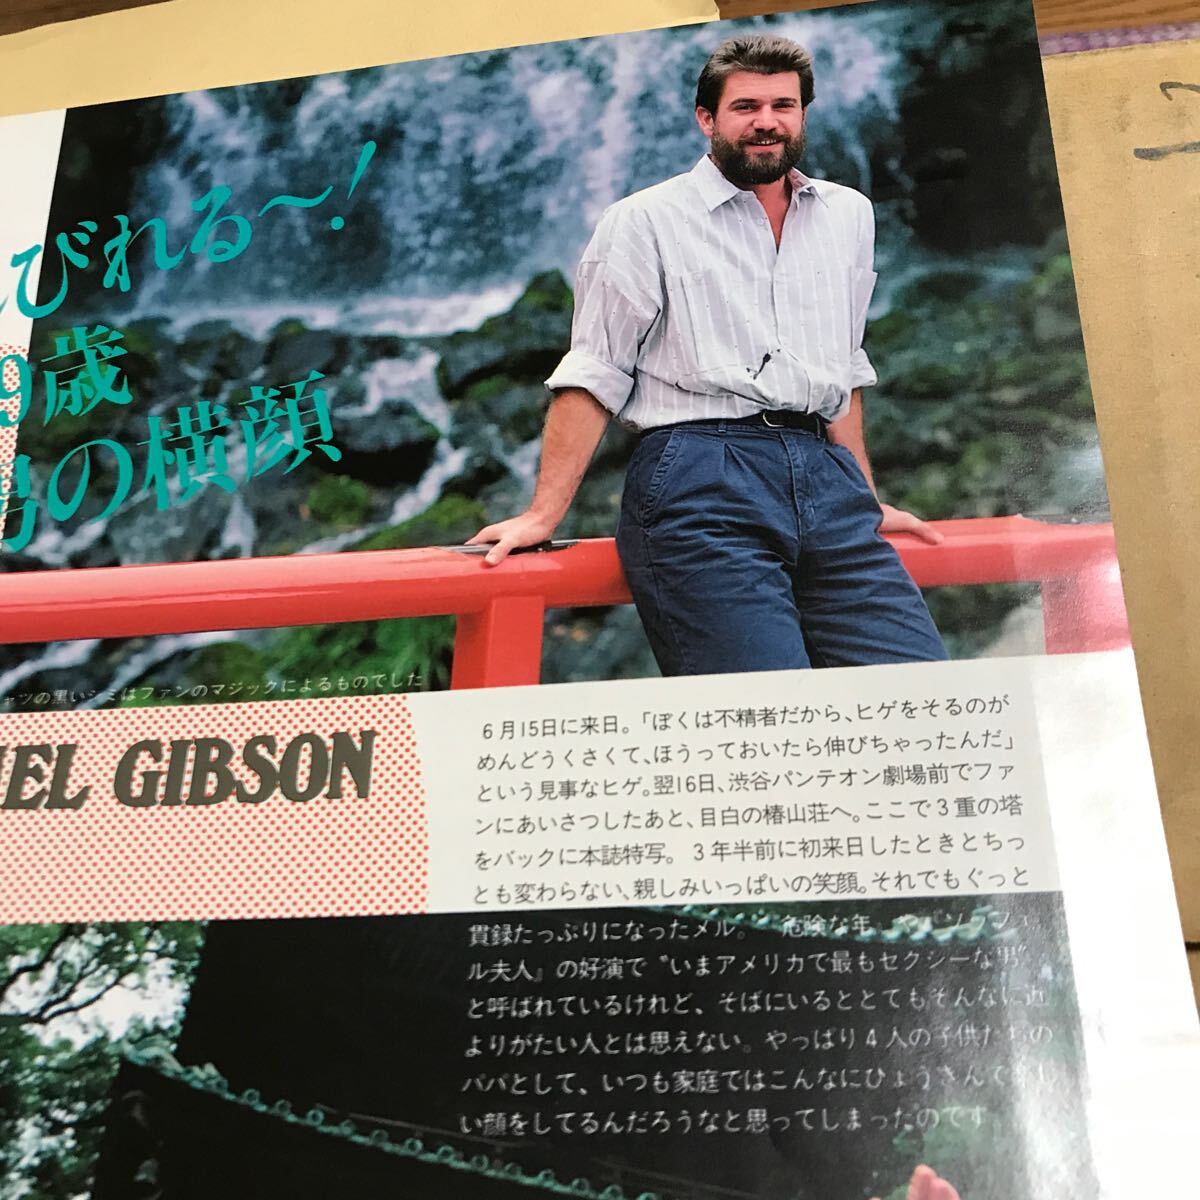 びれる〜!
9歳
男の横顔
ャツの黒いシミはファンのマジックによるものでした
MEL GIBSON
6月15日に来日。「ぼくは不精者だから、ヒゲをそるのが
めんどうくさくて、ほうっておいたら伸びちゃったんだ」
という見事なヒゲ。翌16日、渋谷パンテオン劇場前でファ
ンにあいさつしたあと、目白の椿山荘へ。ここで3重の塔
をバックに本誌特写。3年半前に初来日したときとちっ
とも変わらない、親しみいっぱいの笑顔。それでもぐっと
貫録たっぷりになったメル。『危険な年』や『ソフィ
ル夫人』の好演で〝いまアメリカで最もセクシーな男〟
と呼ばれているけれど、そばにいるととてもそんなに近
よりがたい人とは思えない。やっぱり4人の子供たちの
パパとして、いつも家庭ではこんなにひょうきんで
い顔をしてるんだろうなと思ってしまったのです